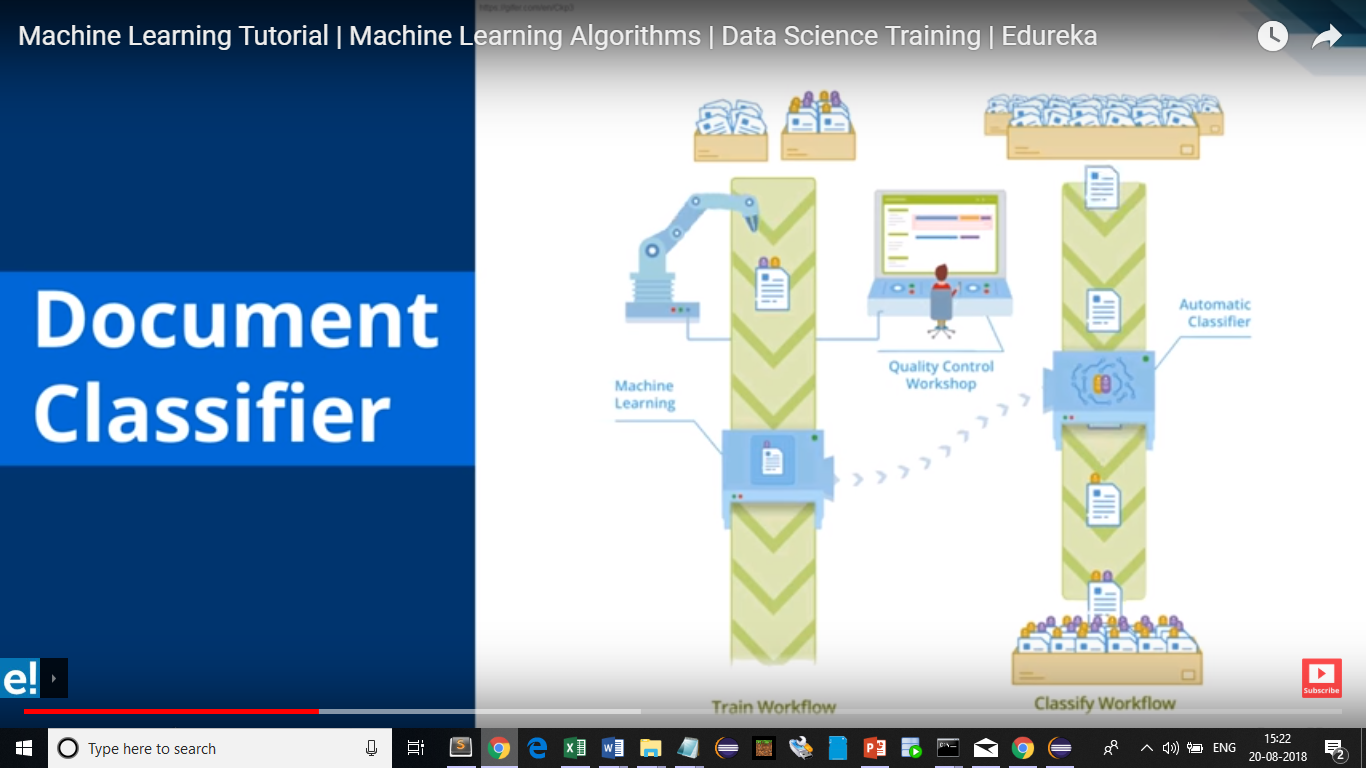 Machine Learning Tutorial | Machine Learning Algorithms | Data Science Training | Edureka
Document
Classifier
Machine
Learning
Quality Control
Workshop
Automatic
Classifier
Train Workflow
Classify Workflow
e!
Subscribe
Type here to search
ENG
15:22
20-08-2018
2